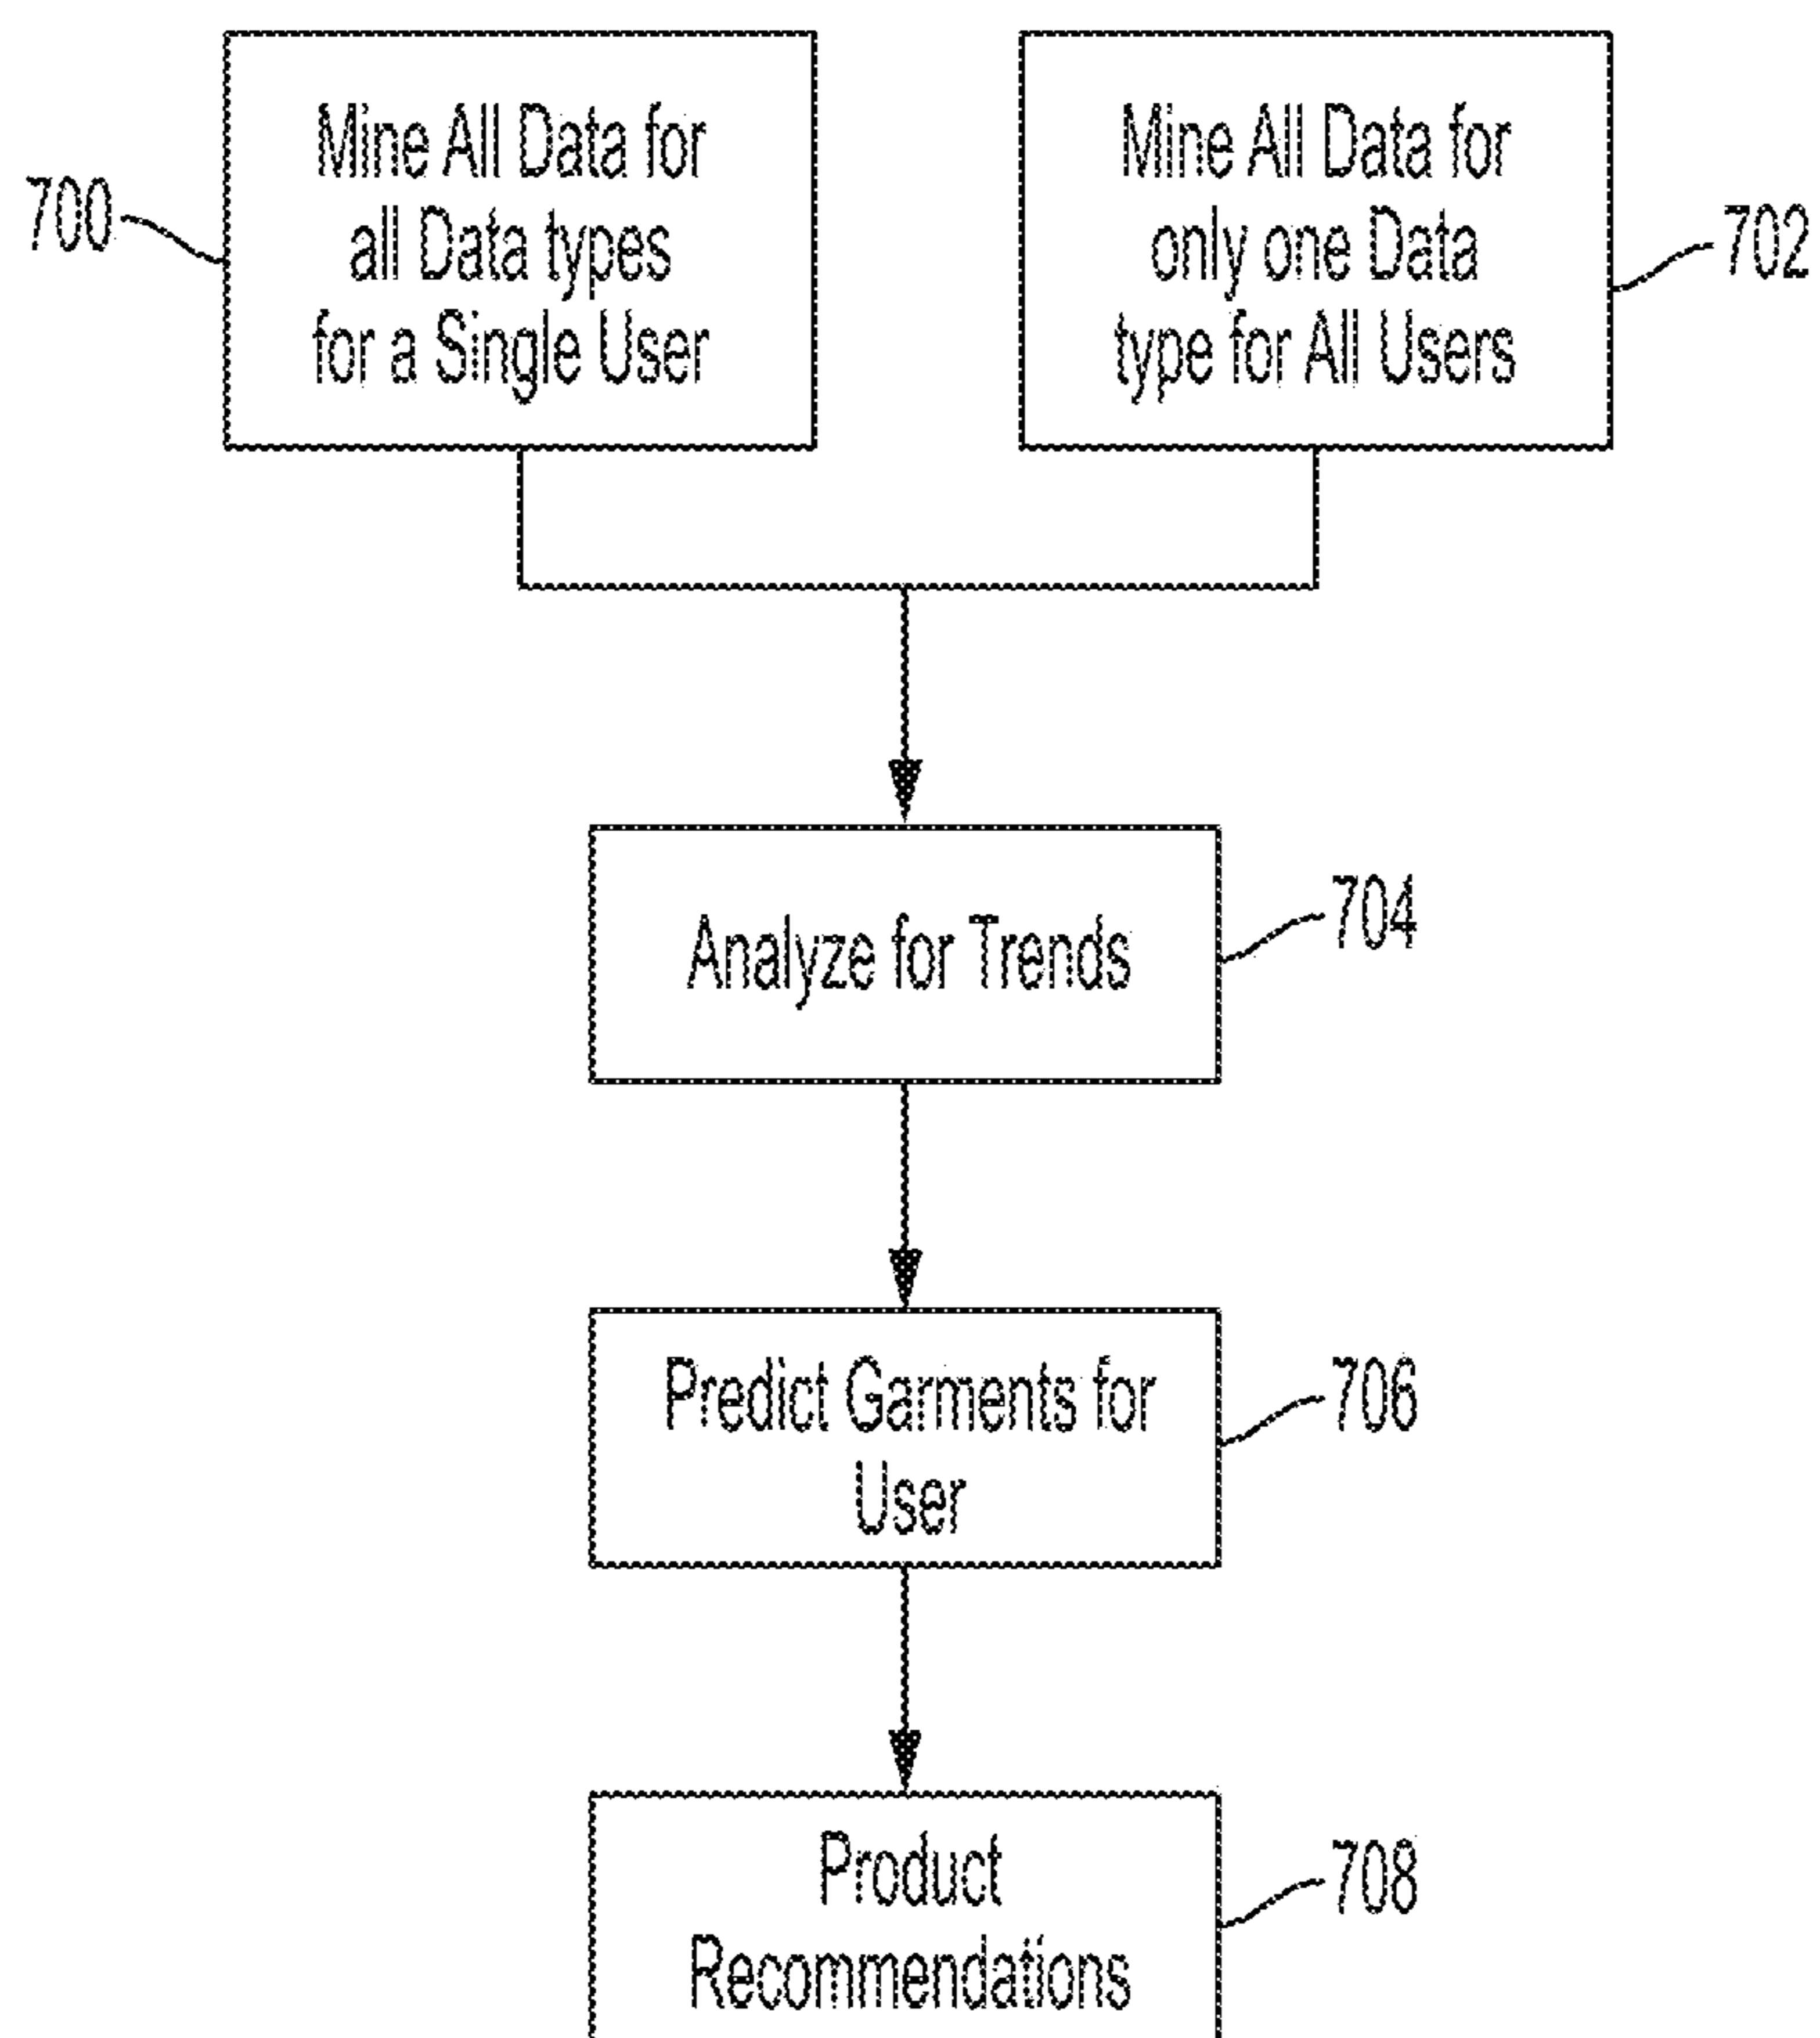 Mine All Data for
all Data types
for a Single User
700
Mine All Data for
only one Data
type for All Users
702
Analyze for Trends
704
Predict Garments for
User
706
Product
Recommendations
708